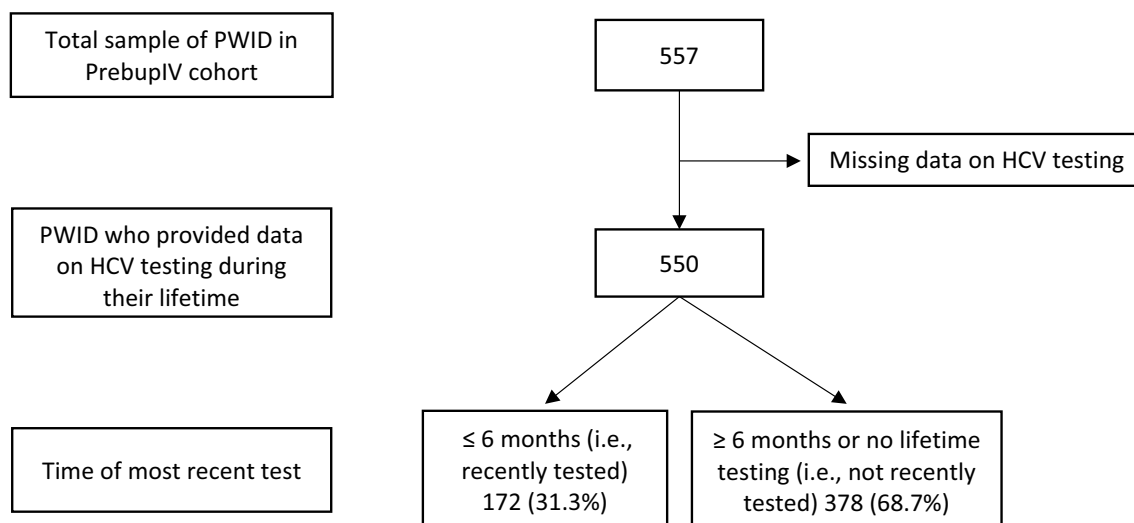 Total sample of PWID in
PrebupIV cohort
557
Missing data on HCV testing
PWID who provided data
on HCV testing during
their lifetime
550
Time of most recent test
≤ 6 months (i.e.,
recently tested)
172 (31.3%)
≥ 6 months or no lifetime
testing (i.e., not recently
tested) 378 (68.7%)